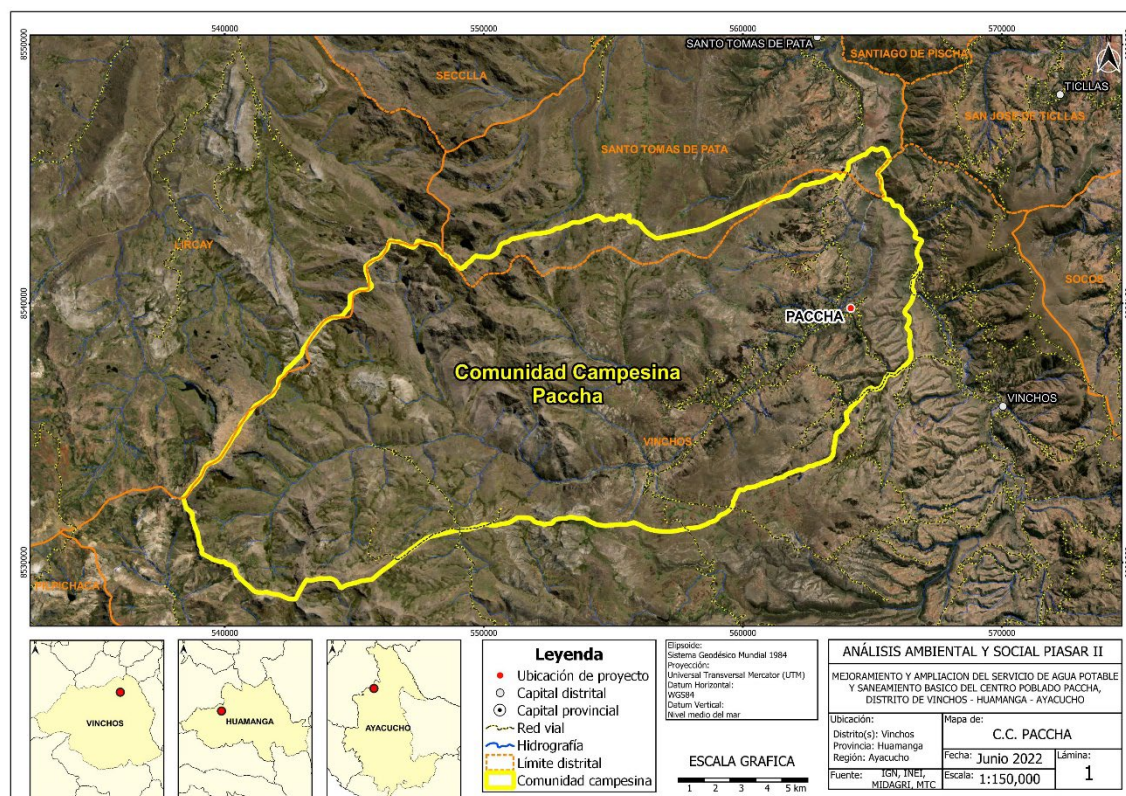 540000
550000
560000
570000
8550000
SANTO TOMAS DE PATA
SANTIAGO DE PISCHA
SECCLLA
TICLLAS
SAN JOSE DE TICLLAS
SANTO TOMAS DE PATA
LIRCAY
SOCOS
8540000
PACCHA
Comunidad Campesina
Paccha
VINCHOS
VINCHOS
8530000
540000
550000
560000
570000
VINCHOS
HUAMANGA
AYACUCHO
Leyenda
Ubicación de proyecto
Capital distrital
Capital provincial
Red vial
Hidrografía
Límite distrital
Comunidad campesina
Elipsoide:
Sistema Geodésico Mundial 1984
Proyección:
Universal Transversal Mercator (UTM)
Datum Horizontal:
WGS84
Datum Vertical:
Nivel medio del mar
ESCALA GRAFICA
1 2 3 4 5 km
ANÁLISIS AMBIENTAL Y SOCIAL PIASAR II
MEJORAMIENTO Y AMPLIACION DEL SERVICIO DE AGUA POTABLE
Y SANEAMIENTO BASICO DEL CENTRO POBLADO PACCHA,
DISTRITO DE VINCHOS - HUAMANGA - AYACUCHO
Ubicación:
Distrito(s): Vinchos
Provincia: Huamanga
Región: Ayacucho
Mapa de:
C.C. PACCHA
Fecha: Junio 2022
Lámina:
1
Fuente: IGN, INEI,
MIDAGRI, MTC
Escala: 1:150,000